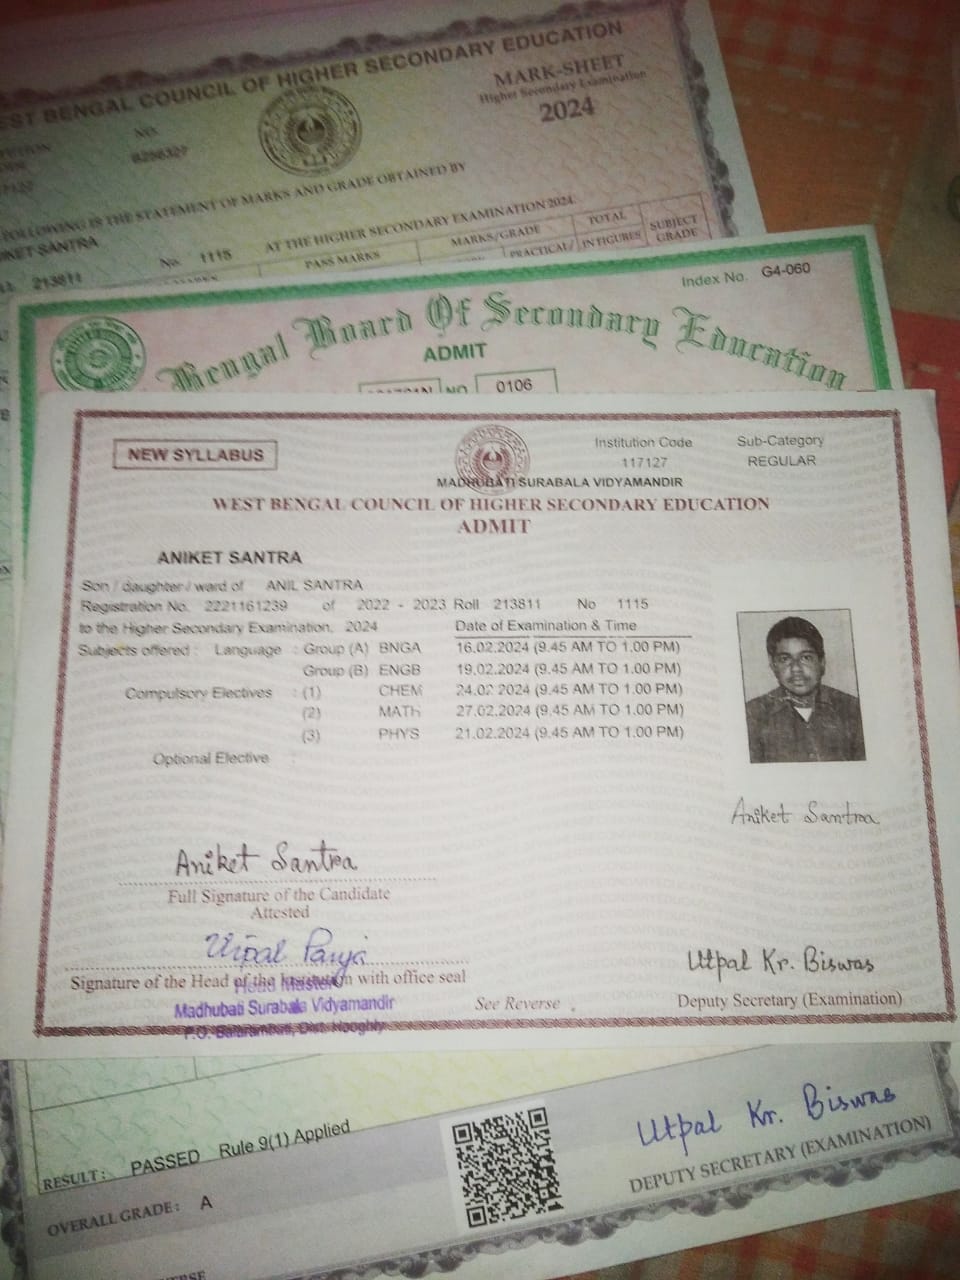 WEST BENGAL COUNCIL OF HIGHER SECONDARY EDUCATION
MARK-SHEET
Higher Secondary Examination
2024
NO.
FOLLOWING IS THE STATEMENT OF MARKS AND GRADE OBTAINED BY
SANTRA
213811 No. 1115 AT THE HIGHER SECONDARY EXAMINATION 2024.
PASS MARKS MARKS/GRADE TOTAL SUBJECT
PRACTICAL/ IN FIGURES GRADE
Index No. G4-060
Bengal Board Of Secondary Education
ADMIT
NO 0106
NEW SYLLABUS
Institution Code Sub-Category
117127 REGULAR
MADHUBATI SURABALA VIDYAMANDIR
WEST BENGAL COUNCIL OF HIGHER SECONDARY EDUCATION
ADMIT
ANIKET SANTRA
Son / daughter / ward of ANIL SANTRA
Registration No. 2221161239 of 2022 - 2023 Roll 213811 No 1115
to the Higher Secondary Examination, 2024 Date of Examination & Time
Subjects offered : Language : Group (A) BNGA 16.02.2024 (9.45 AM TO 1.00 PM)
Group (B) ENGB 19.02.2024 (9.45 AM TO 1.00 PM)
Compulsory Electives : (1) CHEM 24.02.2024 (9.45 AM TO 1.00 PM)
(2) MATH 27.02.2024 (9.45 AM TO 1.00 PM)
(3) PHYS 21.02.2024 (9.45 AM TO 1.00 PM)
Optional Elective :
Aniket Santra
Aniket Santra
Full Signature of the Candidate
Attested
Utpal Kr. Biswas
Signature of the Head of the Institution with office seal
Head Master
Madhubati Surabala Vidyamandir
P.O. Balarambati, Dist. Hooghly
See Reverse
Deputy Secretary (Examination)
RESULT : PASSED Rule 9(1) Applied
OVERALL GRADE : A
Utpal Kr. Biswas
DEPUTY SECRETARY (EXAMINATION)